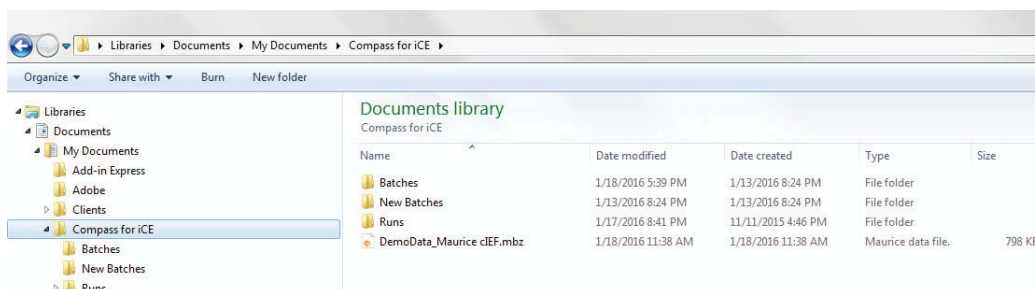 Libraries Documents My Documents Compass for iCE
Organize Share with Burn New folder
Libraries
Documents
My Documents
Add-in Express
Adobe
Clients
Compass for iCE
Batches
New Batches
Runs
Documents library
Compass for iCE
Name Date modified Date created Type Size
Batches 1/18/2016 5:39 PM 1/13/2016 8:24 PM File folder
New Batches 1/13/2016 8:24 PM 1/13/2016 8:24 PM File folder
Runs 1/17/2016 8:41 PM 11/11/2015 4:46 PM File folder
DemoData_Maurice cIEF.mbz 1/18/2016 11:38 AM 1/18/2016 11:38 AM Maurice data file. 798 KB